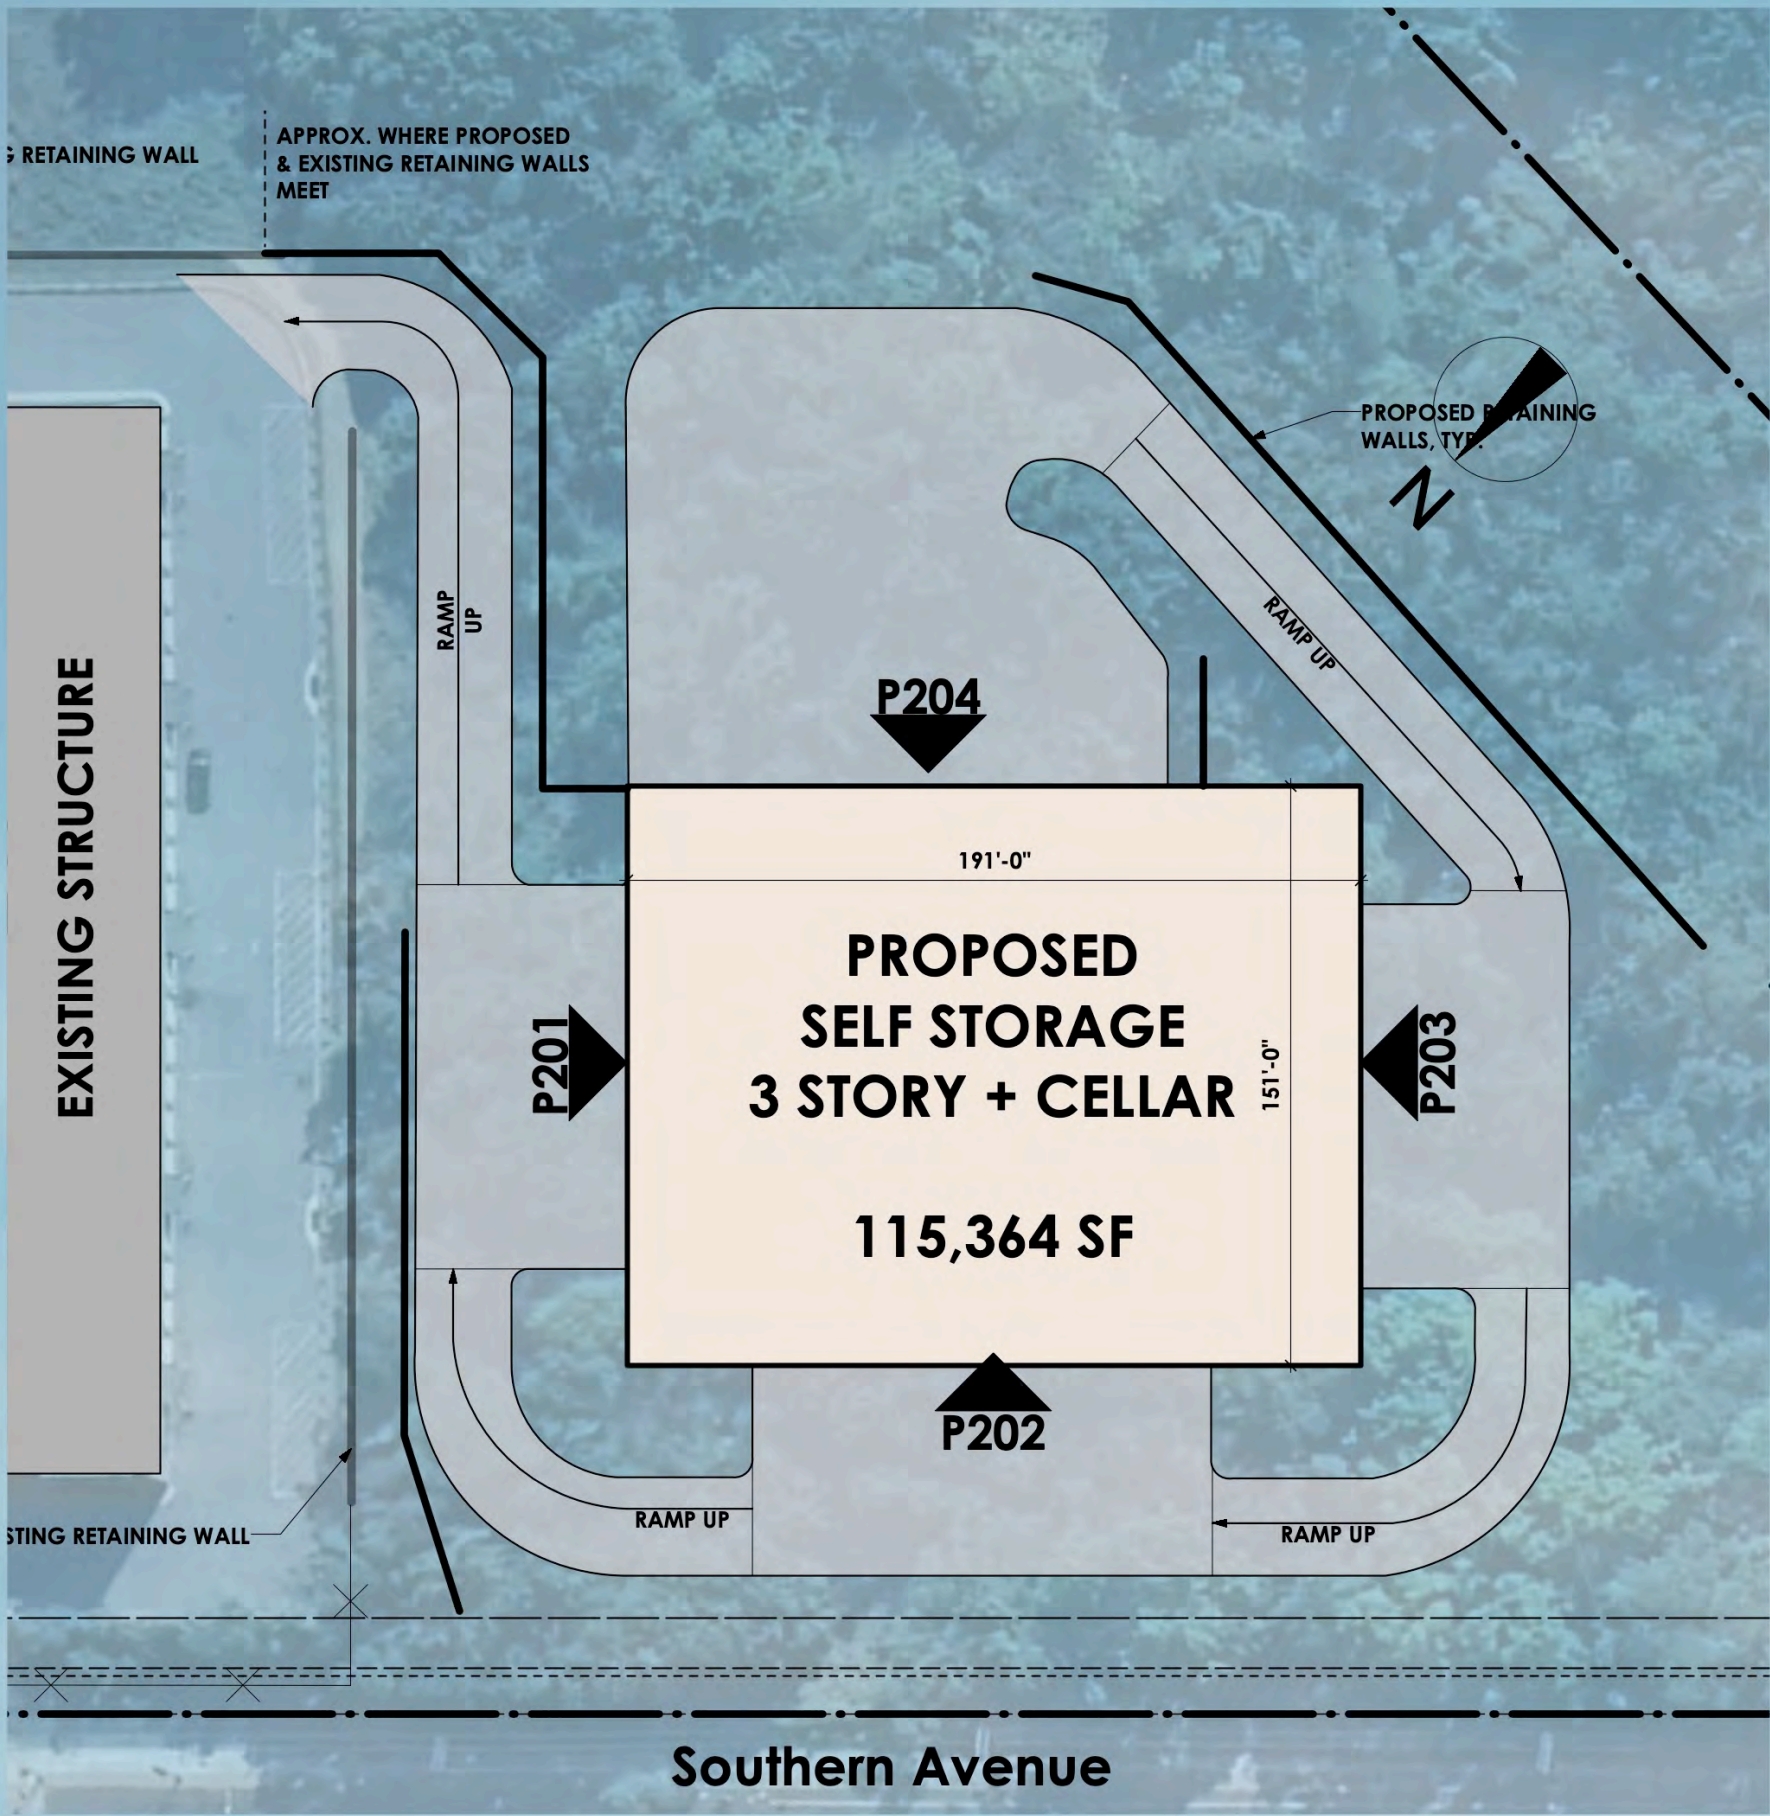 G RETAINING WALL
APPROX. WHERE PROPOSED
& EXISTING RETAINING WALLS
MEET
PROPOSED RETAINING
WALLS, TYP.
N
RAMP
UP
RAMP UP
EXISTING STRUCTURE
P204
191'-0"
PROPOSED
SELF STORAGE
3 STORY + CELLAR
115,364 SF
151'-0"
P201
P203
P202
RAMP UP
RAMP UP
STING RETAINING WALL
Southern Avenue